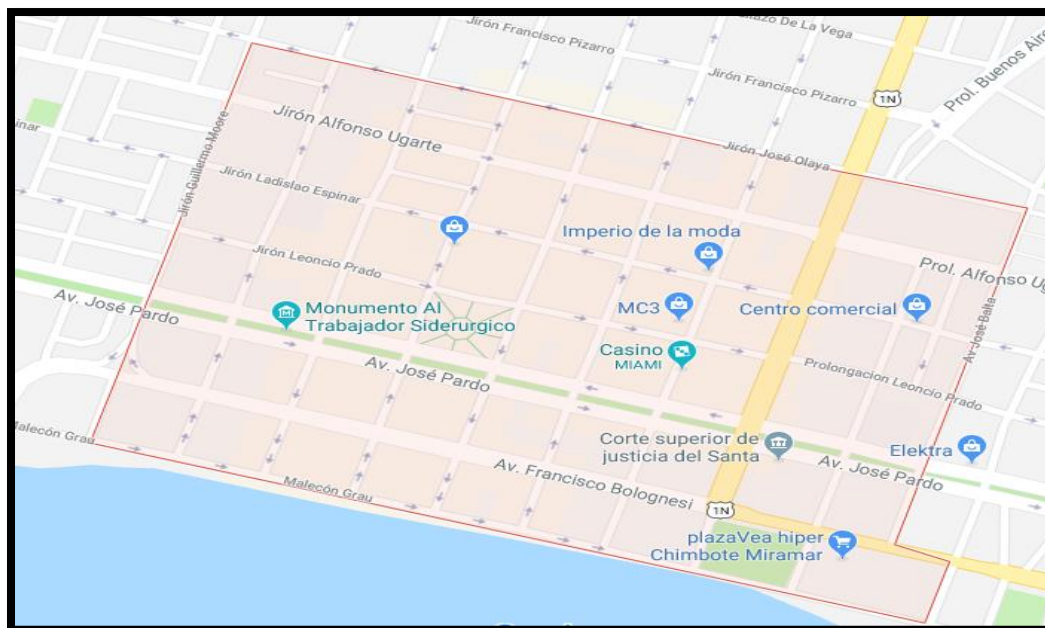 De La Vega
Jirón Francisco Pizarro
Jirón Francisco Pizarro
1N
Prol. Buenos Aire
Jirón Guillermo Moore
Jirón Alfonso Ugarte
Jirón José Olaya
inar
Jirón Ladislao Espinar
Imperio de la moda
Jirón Leoncio Prado
Prol. Alfonso Ug
Av. José Pardo
Monumento Al
Trabajador Siderurgico
MC3
Centro comercial
Av José Balta
Casino
MIAMI
Av. José Pardo
Prolongacion Leoncio Prado
Malecón Grau
Corte superior de
justicia del Santa
Elektra
Av. José Pardo
Av. Francisco Bolognesi
Malecón Grau
1N
plazaVea hiper
Chimbote Miramar